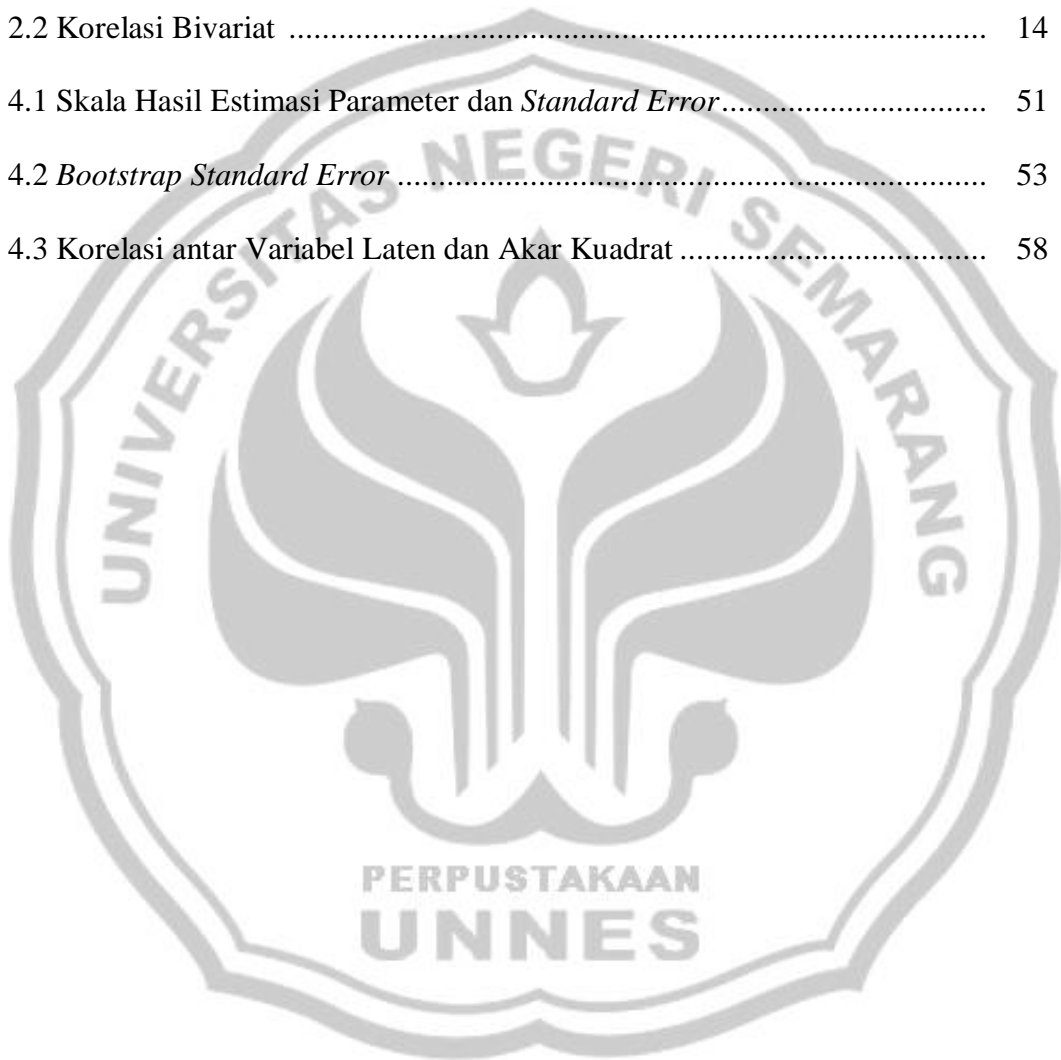 2.2 Korelasi Bivariat ................................................................................... 14
4.1 Skala Hasil Estimasi Parameter dan Standard Error................................ 51
4.2 Bootstrap Standard Error ...................................................................... 53
4.3 Korelasi antar Variabel Laten dan Akar Kuadrat ..................................... 58
UNIVERSITAS NEGERI SEMARANG
PERPUSTAKAAN
UNNES